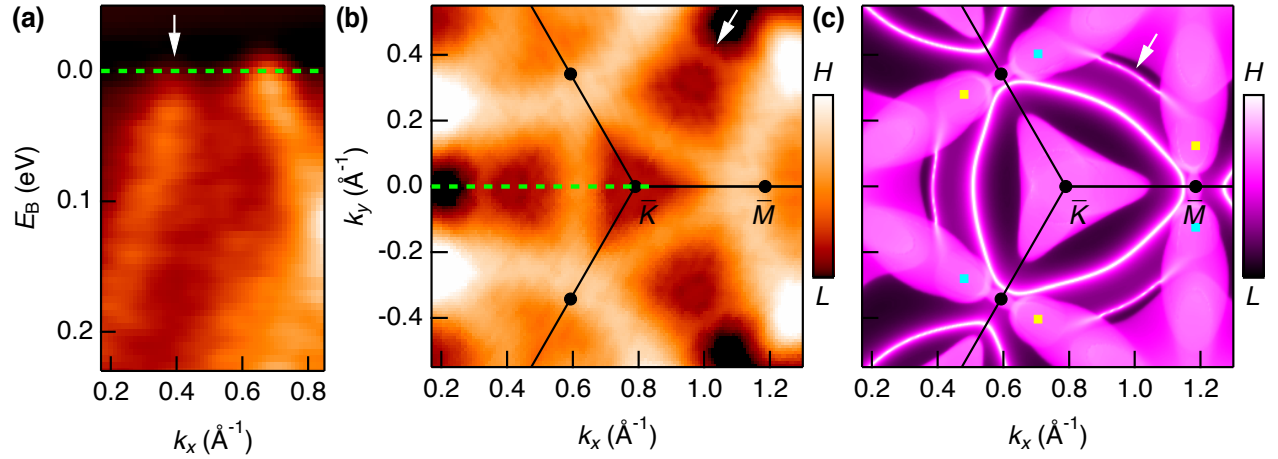 (a)
0.0
0.1
0.2
E_B (eV)
0.2 0.4 0.6 0.8
k_x (Å⁻¹)
(b)
0.4
0.2
0.0
-0.2
-0.4
k_y (Å⁻¹)
K̅
M̅
0.2 0.4 0.6 0.8 1.0 1.2
k_x (Å⁻¹)
H
L
(c)
K̅
M̅
0.2 0.4 0.6 0.8 1.0 1.2
k_x (Å⁻¹)
H
L